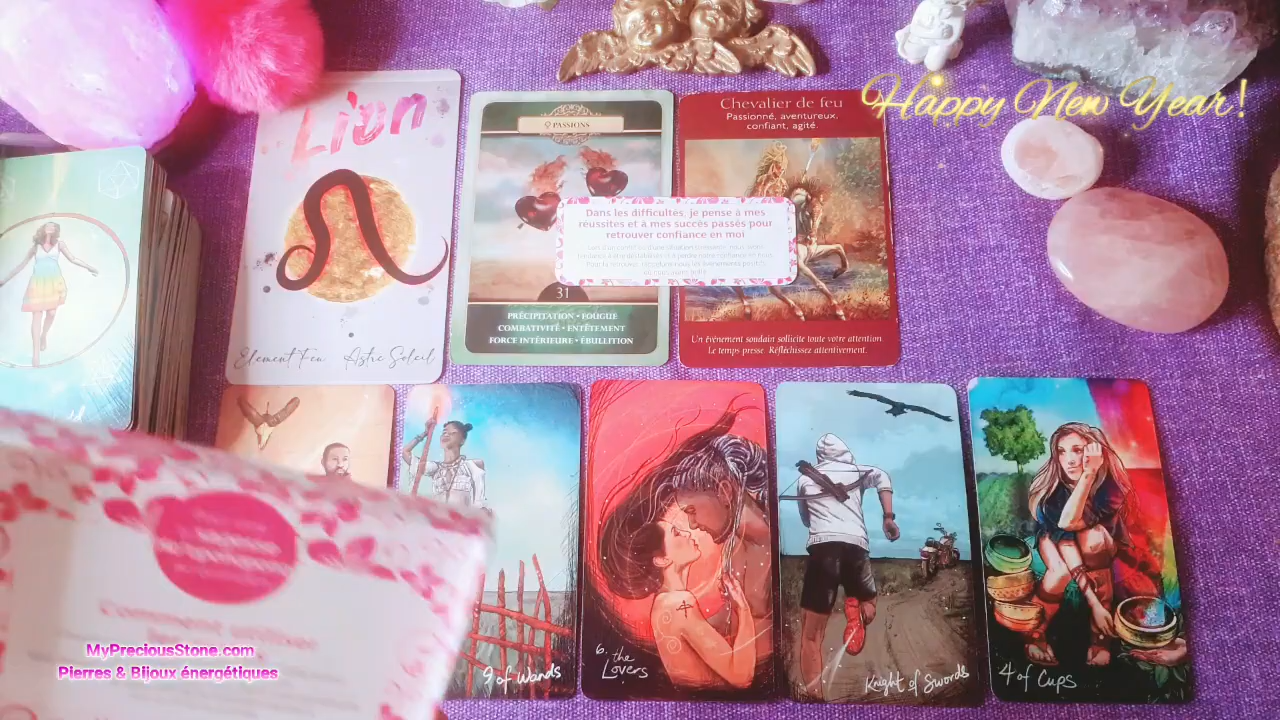 Lion
Elément Feu Astre Soleil
PASSIONS
31
PRÉCIPITATION • FOUGUE
COMBATIVITÉ • ENTÊTEMENT
FORCE INTÉRIEURE • ÉBULLITION
Chevalier de feu
Passionné, aventureux,
confiant, agité.
Un événement soudain sollicite toute votre attention.
Le temps presse. Réfléchissez attentivement.
Happy New Year!
Dans les difficultés, je pense à mes
réussites et à mes succès passés pour
retrouver confiance en moi
9 of Wands
6. the
Lovers
Knight of Swords
4 of Cups
MyPreciousStone.com
Pierres & Bijoux énergétiques